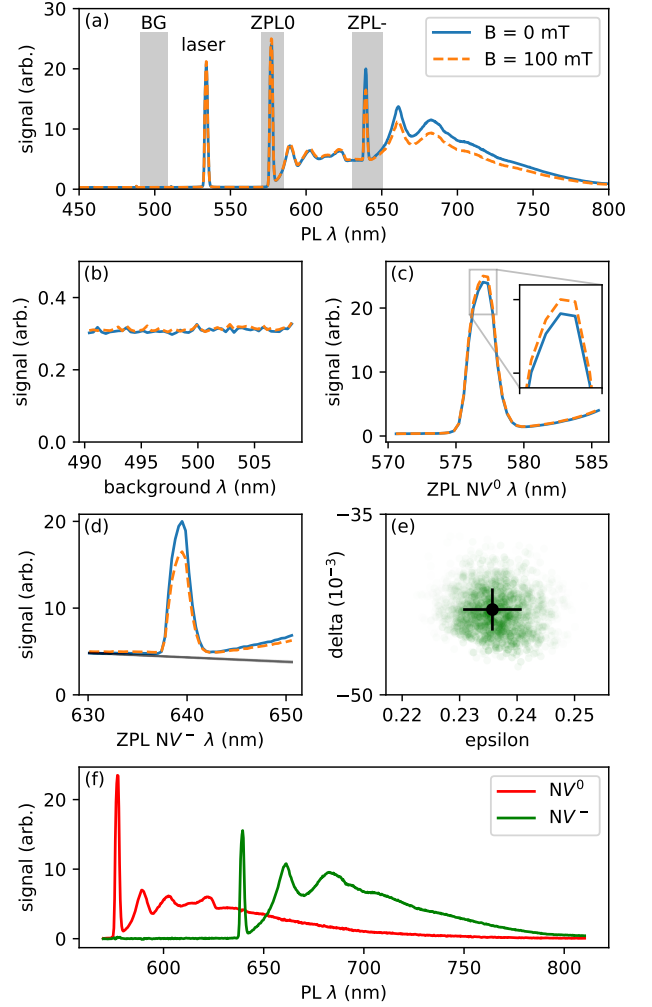 (a)
BG
laser
ZPL0
ZPL-
B = 0 mT
B = 100 mT
signal (arb.)
30
20
10
0
450 500 550 600 650 700 750 800
PL λ (nm)
(b)
signal (arb.)
0.4
0.2
0.0
490 495 500 505
background λ (nm)
(c)
signal (arb.)
20
10
0
570 575 580 585
ZPL NV⁰ λ (nm)
(d)
signal (arb.)
20
10
0
630 640 650
ZPL NV⁻ λ (nm)
(e)
delta (10⁻³)
−35
−50
0.22 0.23 0.24 0.25
epsilon
(f)
NV⁰
NV⁻
signal (arb.)
20
10
0
600 650 700 750 800
PL λ (nm)